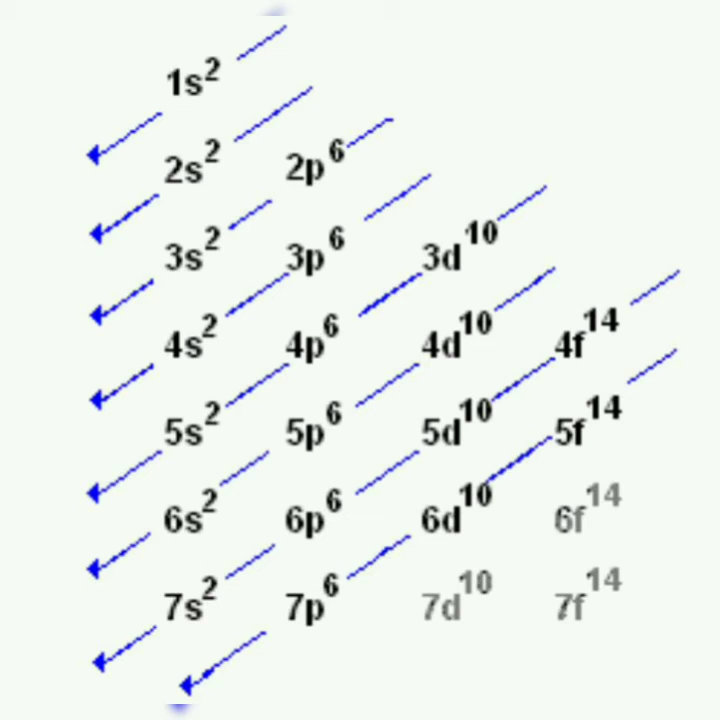 1s²
2s² 2p⁶
3s² 3p⁶ 3d¹⁰
4s² 4p⁶ 4d¹⁰ 4f¹⁴
5s² 5p⁶ 5d¹⁰ 5f¹⁴
6s² 6p⁶ 6d¹⁰ 6f¹⁴
7s² 7p⁶ 7d¹⁰ 7f¹⁴